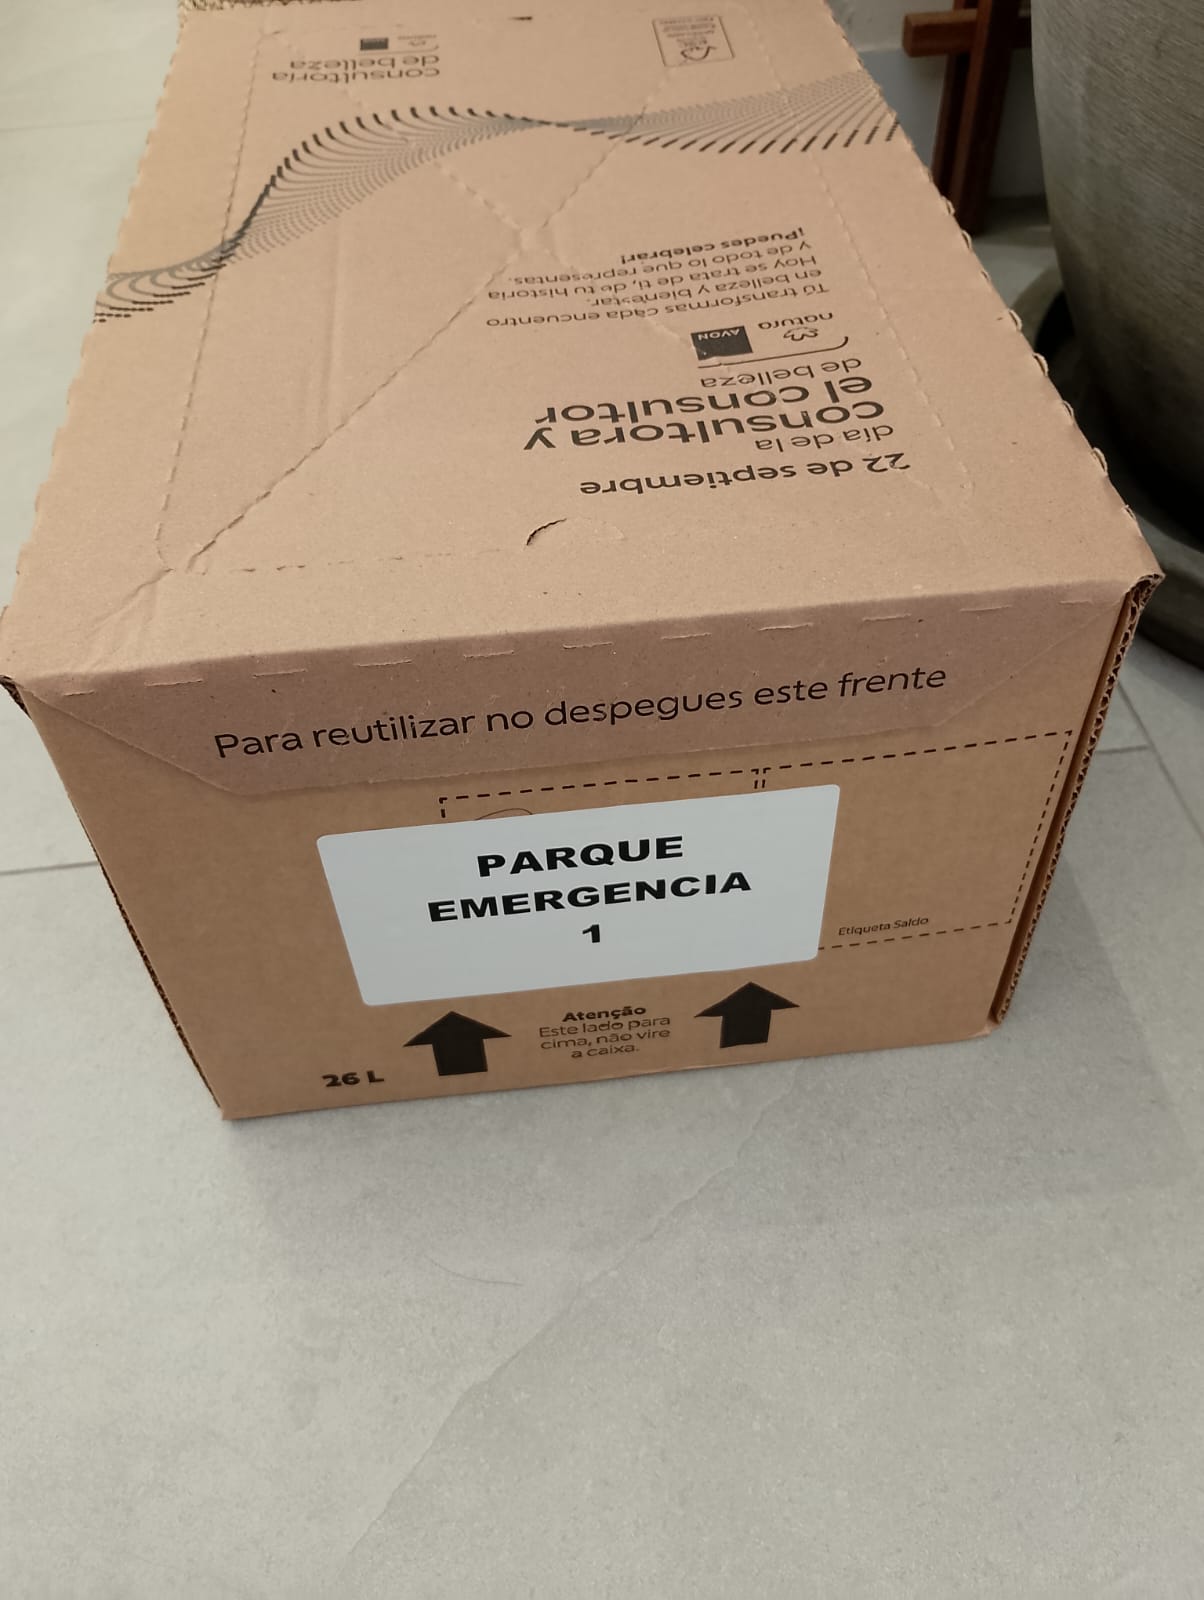 consultoría
de belleza
22 de septiembre
día de la
consultora y
el consultor
de belleza
natura
AVON
Tú transformas cada encuentro
en belleza y bienestar.
Hoy se trata de ti, de tu historia
y de todo lo que representas.
¡Puedes celebrar!
Para reutilizar no despegues este frente
PARQUE
EMERGENCIA
1
Etiqueta Saldo
Atenção
Este lado para
cima, não vire
a caixa.
26 L